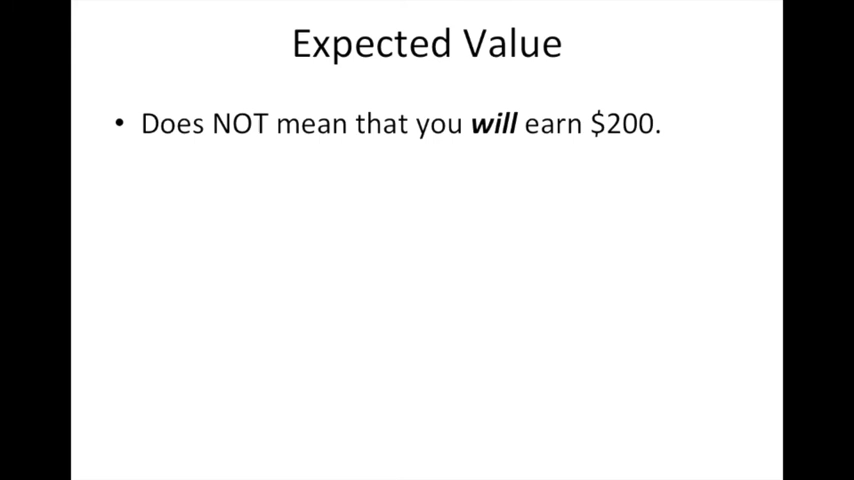 Expected Value
• Does NOT mean that you will earn $200.